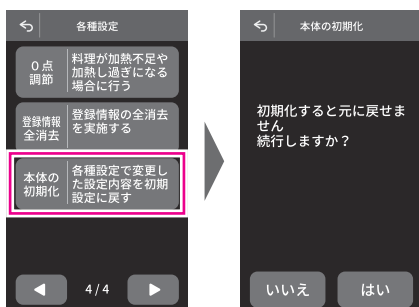 各種設定
0点
調節
料理が加熱不足や
加熱し過ぎになる
場合に行う
登録情報
全消去
登録情報の全消去
を実施する
本体の
初期化
各種設定で変更し
た設定内容を初期
設定に戻す
4/4
本体の初期化
初期化すると元に戻せま
せん
続行しますか？
いいえ
はい